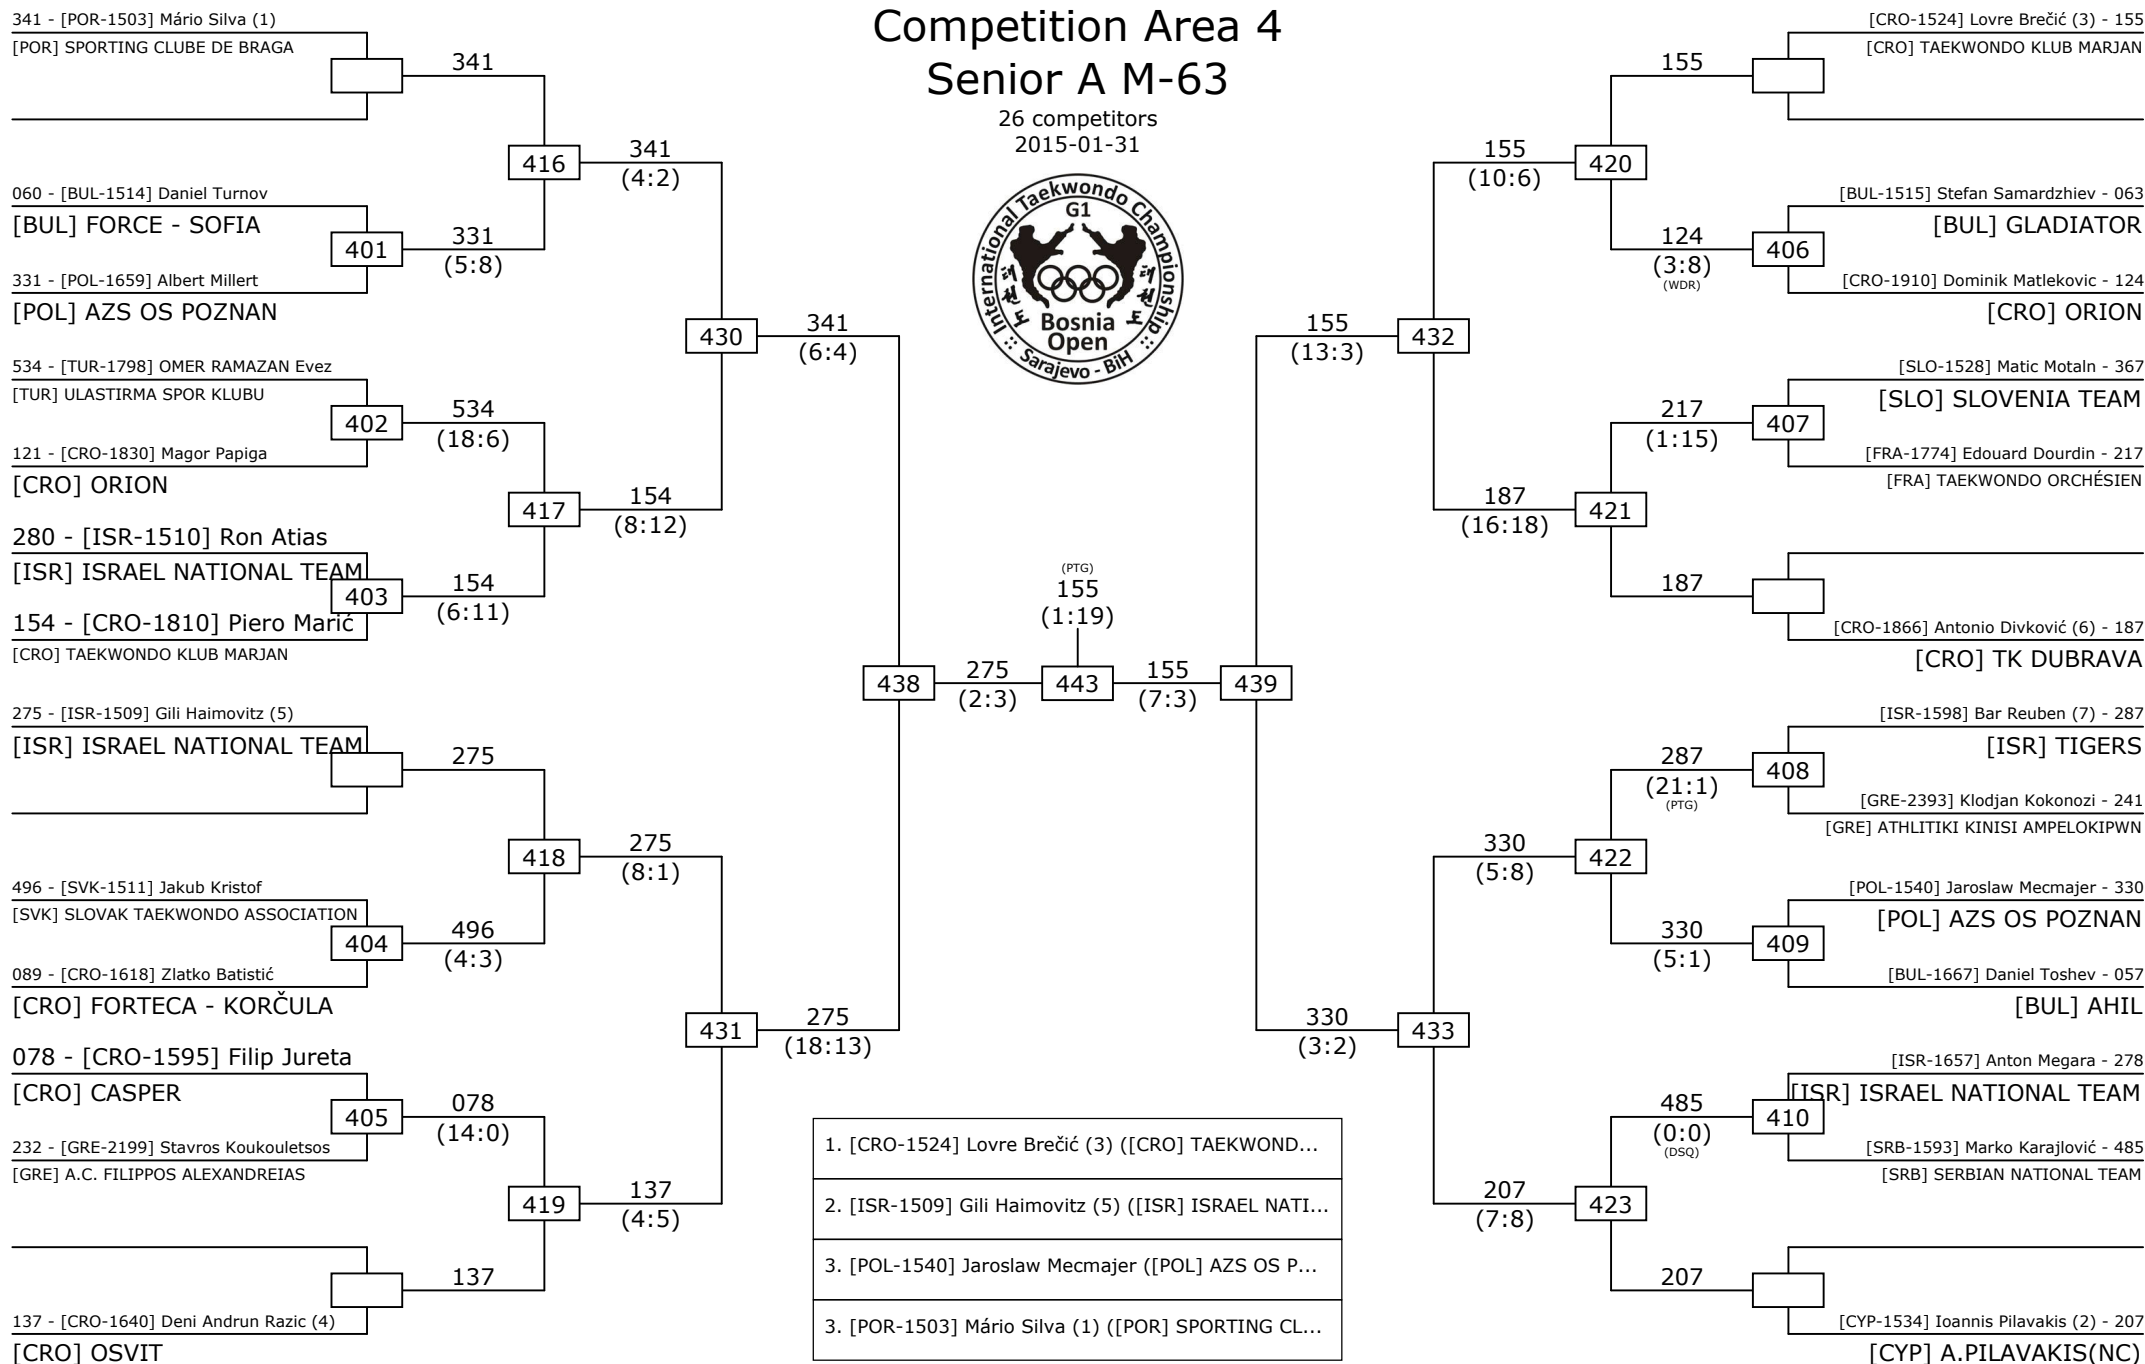 Competition Area 4
Senior A M-63
26 competitors
2015-01-31
International Taekwondo Championship
G1
Bosnia
Open
:: Sarajevo - BiH ::
341 - [POR-1503] Mário Silva (1)
[POR] SPORTING CLUBE DE BRAGA
341
416
341
(4:2)
060 - [BUL-1514] Daniel Turnov
[BUL] FORCE - SOFIA
401
331
(5:8)
331 - [POL-1659] Albert Millert
[POL] AZS OS POZNAN
430
341
(6:4)
534 - [TUR-1798] OMER RAMAZAN Evez
[TUR] ULASTIRMA SPOR KLUBU
402
534
(18:6)
121 - [CRO-1830] Magor Papiga
[CRO] ORION
417
154
(8:12)
280 - [ISR-1510] Ron Atias
[ISR] ISRAEL NATIONAL TEAM
403
154
(6:11)
154 - [CRO-1810] Piero Marić
[CRO] TAEKWONDO KLUB MARJAN
438
275
(2:3)
275 - [ISR-1509] Gili Haimovitz (5)
[ISR] ISRAEL NATIONAL TEAM
275
418
275
(8:1)
496 - [SVK-1511] Jakub Kristof
[SVK] SLOVAK TAEKWONDO ASSOCIATION
404
496
(4:3)
089 - [CRO-1618] Zlatko Batistić
[CRO] FORTECA - KORČULA
431
275
(18:13)
078 - [CRO-1595] Filip Jureta
[CRO] CASPER
405
078
(14:0)
232 - [GRE-2199] Stavros Koukouletsos
[GRE] A.C. FILIPPOS ALEXANDREIAS
419
137
(4:5)
137
137 - [CRO-1640] Deni Andrun Razic (4)
[CRO] OSVIT
(PTG)
155
(1:19)
443
155
(7:3)
439
[CRO-1524] Lovre Brečić (3) - 155
[CRO] TAEKWONDO KLUB MARJAN
155
155
(10:6)
420
[BUL-1515] Stefan Samardzhiev - 063
[BUL] GLADIATOR
124
(3:8)
(WDR)
406
[CRO-1910] Dominik Matlekovic - 124
[CRO] ORION
155
(13:3)
432
[SLO-1528] Matic Motaln - 367
[SLO] SLOVENIA TEAM
217
(1:15)
407
[FRA-1774] Edouard Dourdin - 217
[FRA] TAEKWONDO ORCHÉSIEN
187
(16:18)
421
187
[CRO-1866] Antonio Divković (6) - 187
[CRO] TK DUBRAVA
[ISR-1598] Bar Reuben (7) - 287
[ISR] TIGERS
287
(21:1)
(PTG)
408
[GRE-2393] Klodjan Kokonozi - 241
[GRE] ATHLITIKI KINISI AMPELOKIPWN
330
(5:8)
422
[POL-1540] Jaroslaw Mecmajer - 330
[POL] AZS OS POZNAN
330
(5:1)
409
[BUL-1667] Daniel Toshev - 057
[BUL] AHIL
330
(3:2)
433
[ISR-1657] Anton Megara - 278
[ISR] ISRAEL NATIONAL TEAM
485
(0:0)
(DSQ)
410
[SRB-1593] Marko Karajlović - 485
[SRB] SERBIAN NATIONAL TEAM
207
(7:8)
423
207
[CYP-1534] Ioannis Pilavakis (2) - 207
[CYP] A.PILAVAKIS(NC)
1. [CRO-1524] Lovre Brečić (3) ([CRO] TAEKWOND...
2. [ISR-1509] Gili Haimovitz (5) ([ISR] ISRAEL NATI...
3. [POL-1540] Jaroslaw Mecmajer ([POL] AZS OS P...
3. [POR-1503] Mário Silva (1) ([POR] SPORTING CL...